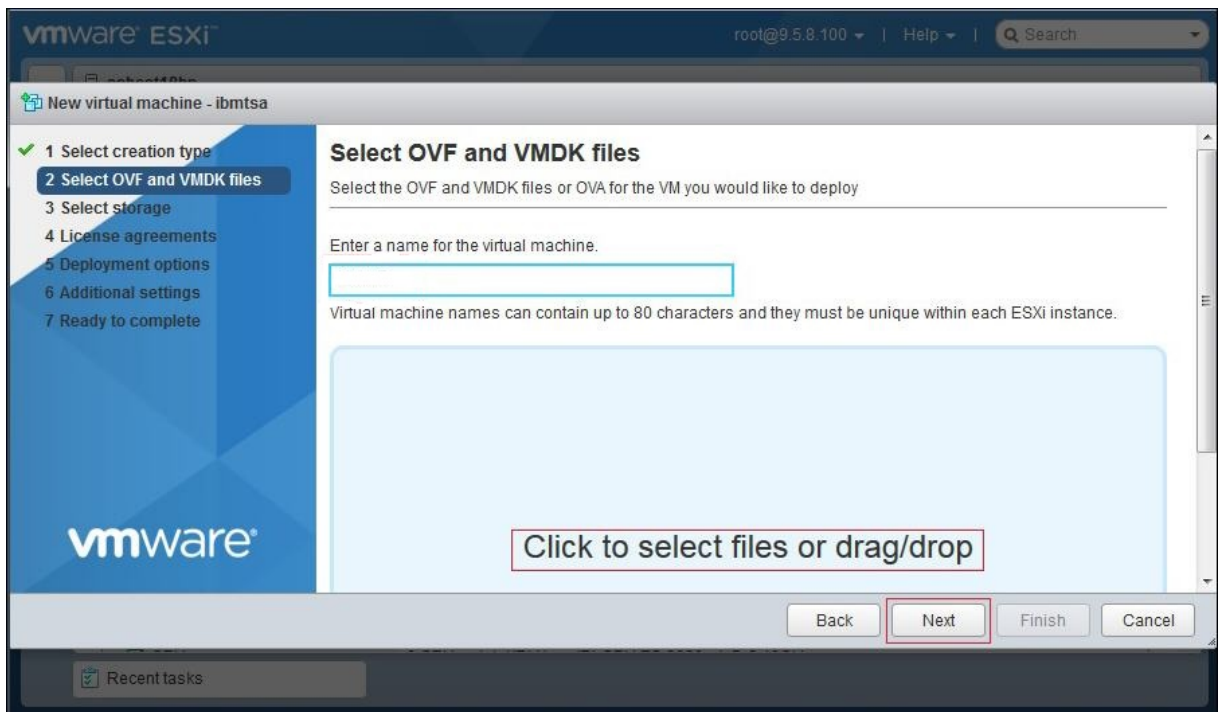 vmware ESXi™
root@9.5.8.100 | Help | Search
New virtual machine - ibmtsa
1 Select creation type
2 Select OVF and VMDK files
3 Select storage
4 License agreements
5 Deployment options
6 Additional settings
7 Ready to complete
vmware®
Select OVF and VMDK files
Select the OVF and VMDK files or OVA for the VM you would like to deploy
Enter a name for the virtual machine.
Virtual machine names can contain up to 80 characters and they must be unique within each ESXi instance.
Click to select files or drag/drop
Back Next Finish Cancel
Recent tasks